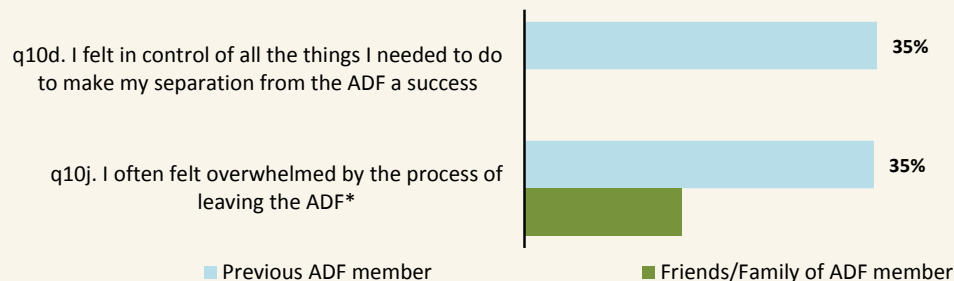 q10d. I felt in control of all the things I needed to do
to make my separation from the ADF a success
35%
q10j. I often felt overwhelmed by the process of
leaving the ADF*
35%
Previous ADF member
Friends/Family of ADF member